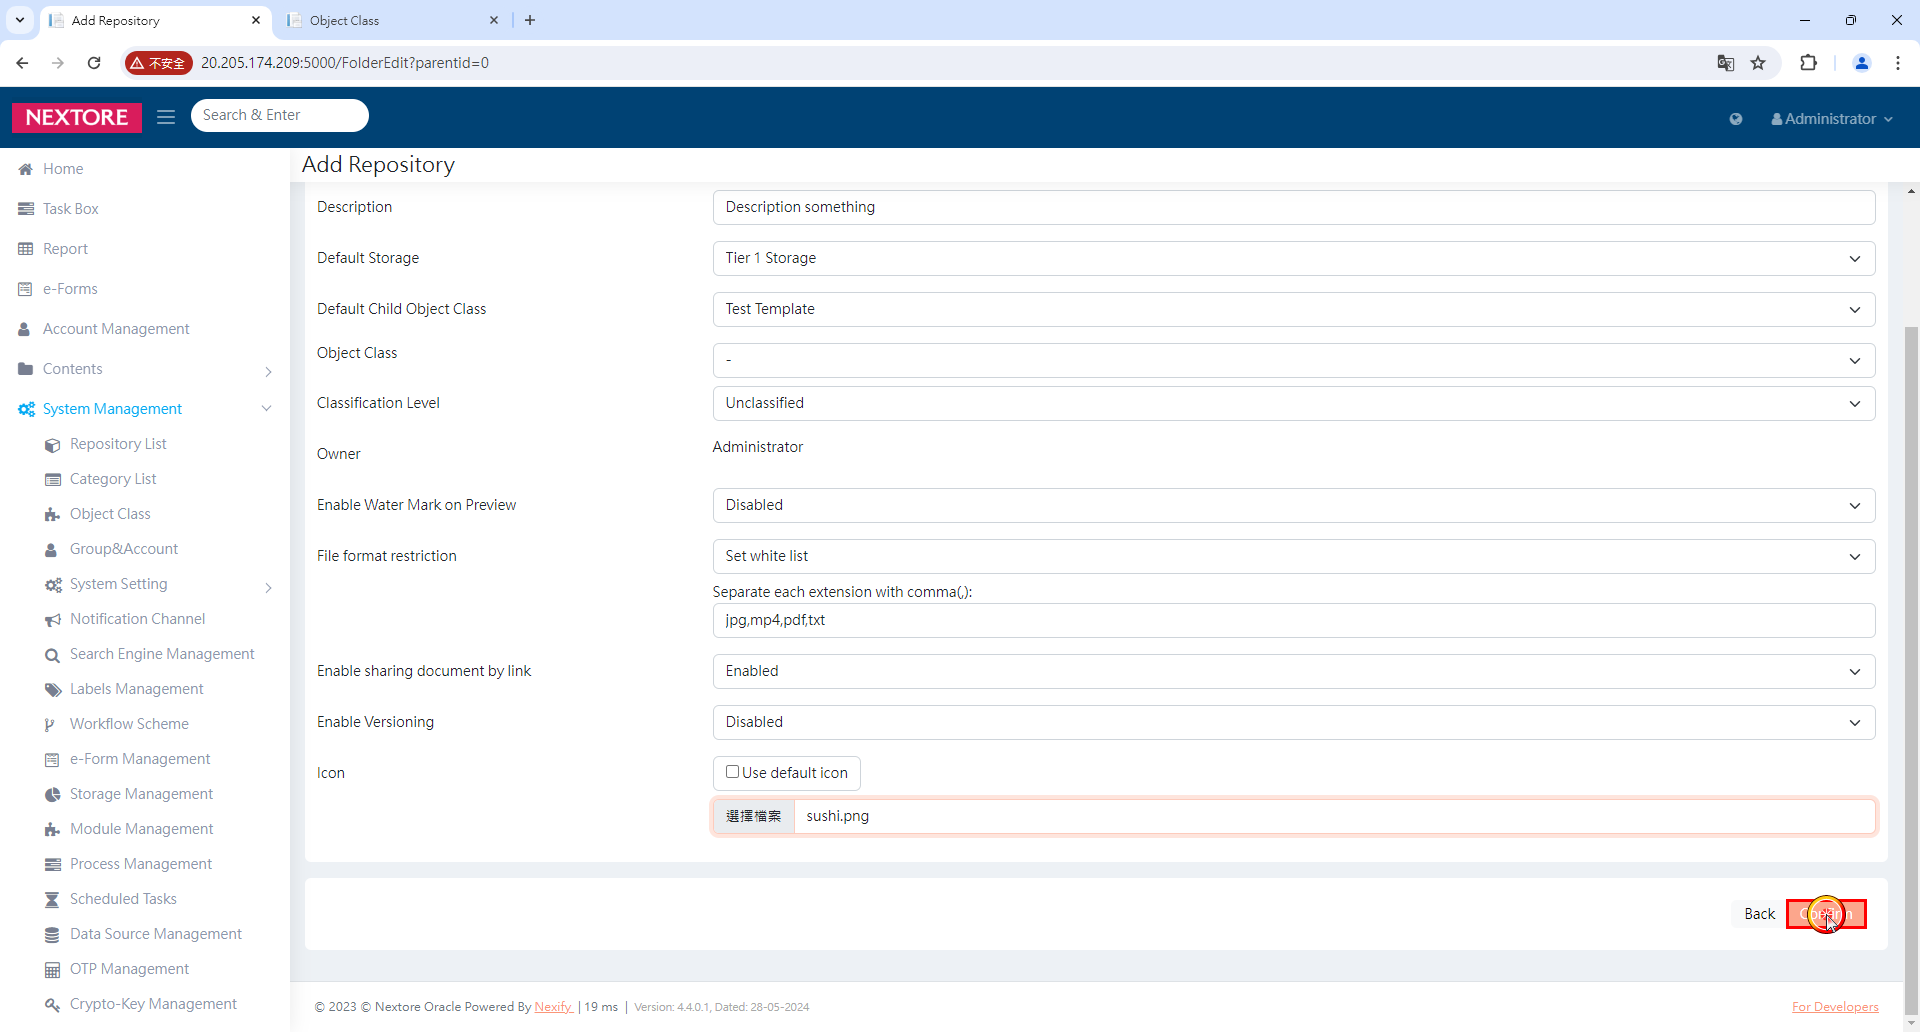 Add Repository
Object Class
不安全
20.205.174.209:5000/FolderEdit?parentid=0
NEXTORE
Search & Enter
Administrator
Home
Task Box
Report
e-Forms
Account Management
Contents
System Management
Repository List
Category List
Object Class
Group&Account
System Setting
Notification Channel
Search Engine Management
Labels Management
Workflow Scheme
e-Form Management
Storage Management
Module Management
Process Management
Scheduled Tasks
Data Source Management
OTP Management
Crypto-Key Management
Add Repository
Description
Description something
Default Storage
Tier 1 Storage
Default Child Object Class
Test Template
Object Class
-
Classification Level
Unclassified
Owner
Administrator
Enable Water Mark on Preview
Disabled
File format restriction
Set white list
Separate each extension with comma(,):
jpg,mp4,pdf,txt
Enable sharing document by link
Enabled
Enable Versioning
Disabled
Icon
Use default icon
選擇檔案 sushi.png
Back
© 2023 © Nextore Oracle Powered By Nexify | 19 ms | Version: 4.4.0.1, Dated: 28-05-2024
For Developers